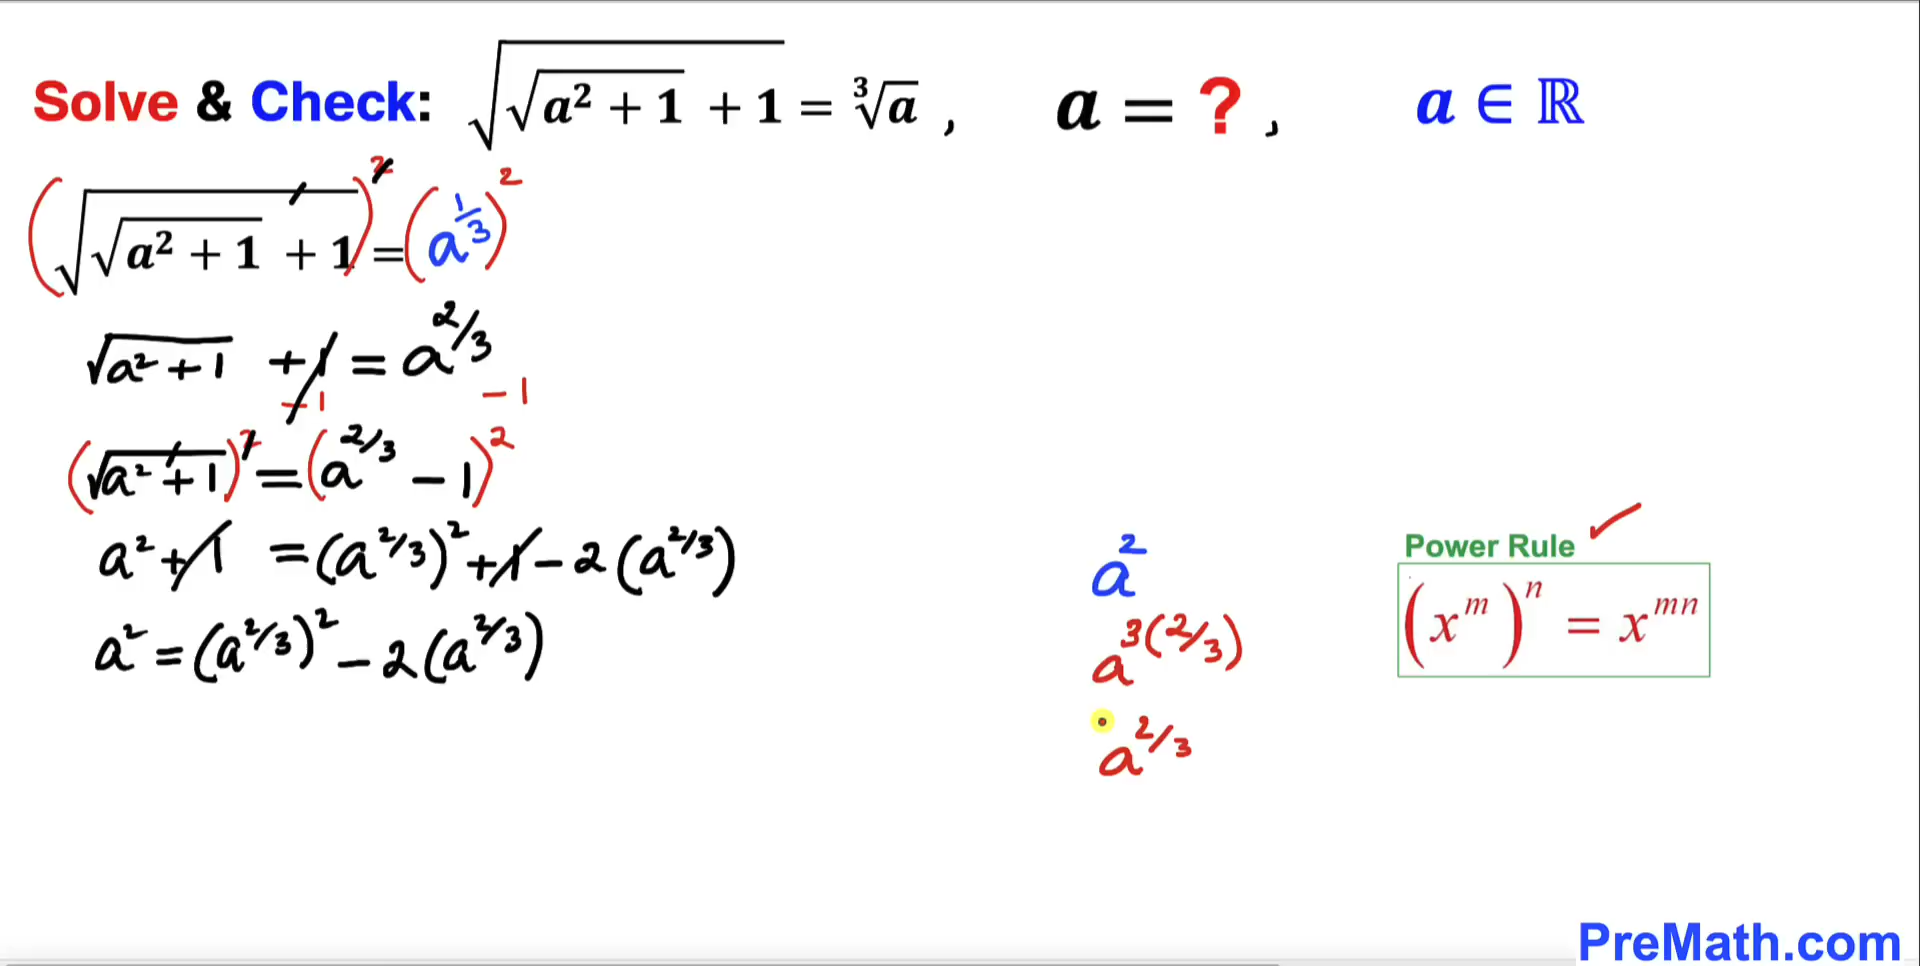 Solve & Check: √(√(a² + 1) + 1) = ∛a , a = ? , a ∈ ℝ
(√(√(a² + 1) + 1))² = (a^(1/3))²
√(a² + 1) + 1 = a^(2/3)
− 1 − 1
(√(a² + 1))² = (a^(2/3) − 1)²
a² + 1 = (a^(2/3))² + 1 − 2(a^(2/3))
a² = (a^(2/3))² − 2(a^(2/3))
a²
a^(3(2/3))
a^(2/3)
Power Rule ✓
(x^m)^n = x^(mn)
PreMath.com